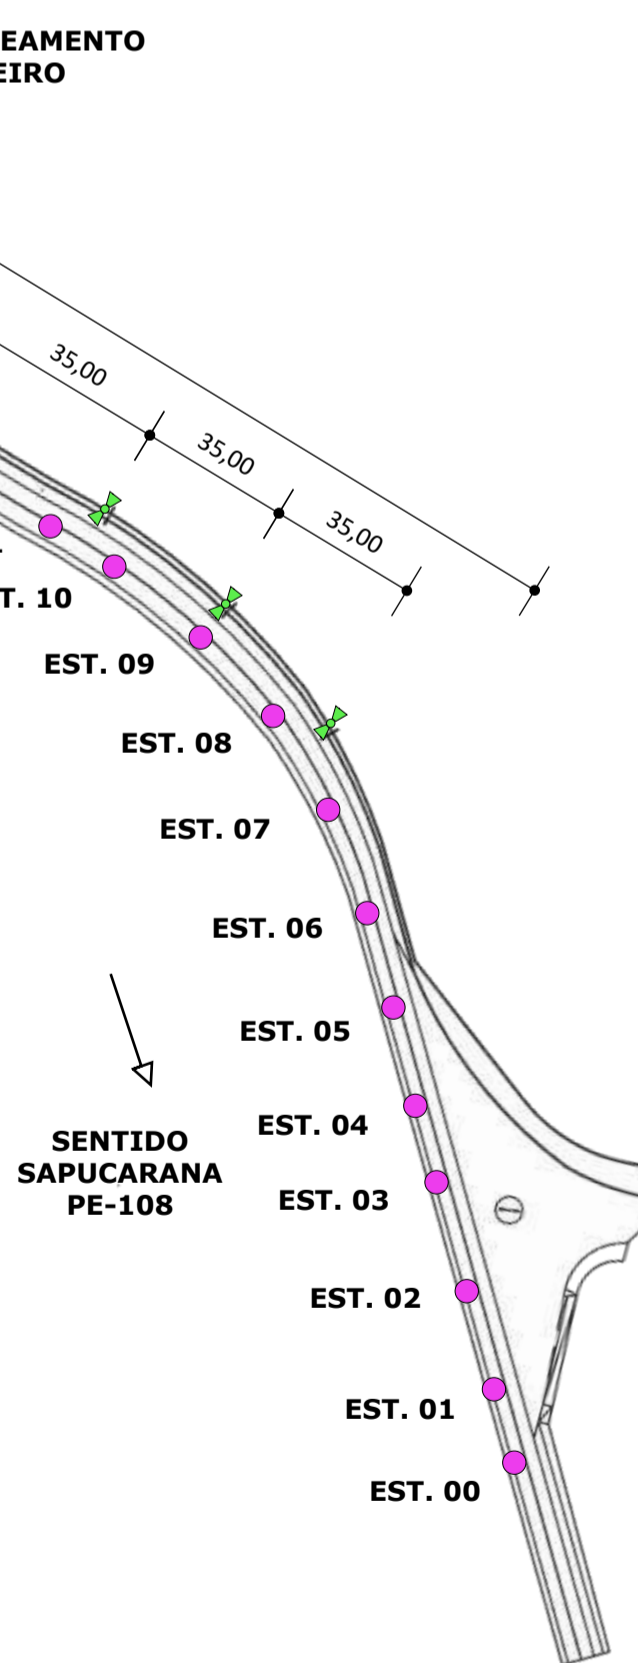 EAMENTO
EIRO
35,00
35,00
35,00
T. 10
EST. 09
EST. 08
EST. 07
EST. 06
EST. 05
EST. 04
SENTIDO
SAPUCARANA
PE-108
EST. 03
EST. 02
EST. 01
EST. 00